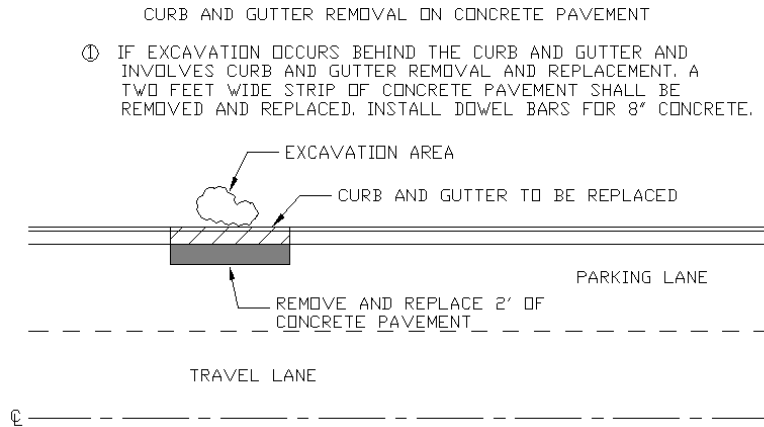 CURB AND GUTTER REMOVAL ON CONCRETE PAVEMENT
① IF EXCAVATION OCCURS BEHIND THE CURB AND GUTTER AND
INVOLVES CURB AND GUTTER REMOVAL AND REPLACEMENT. A
TWO FEET WIDE STRIP OF CONCRETE PAVEMENT SHALL BE
REMOVED AND REPLACED. INSTALL DOWEL BARS FOR 8" CONCRETE.
EXCAVATION AREA
CURB AND GUTTER TO BE REPLACED
PARKING LANE
REMOVE AND REPLACE 2' OF
CONCRETE PAVEMENT
TRAVEL LANE
℄